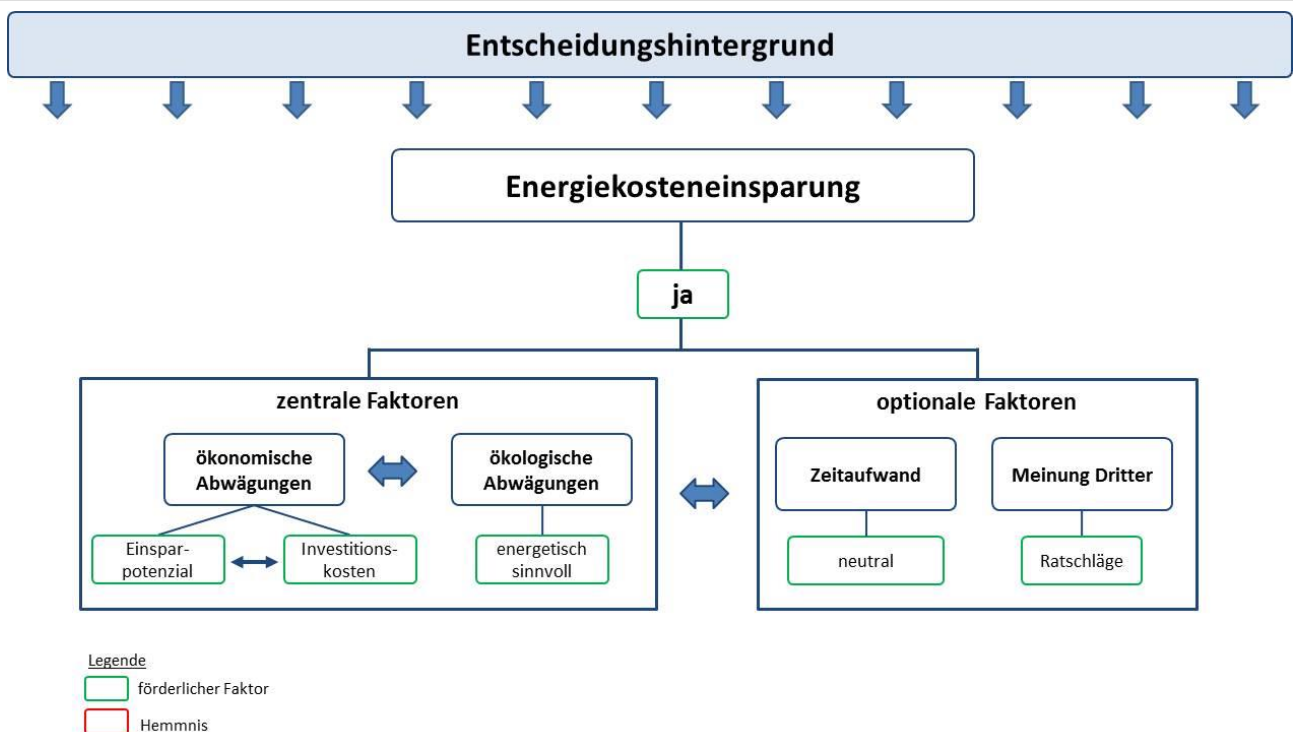 Entscheidungshintergrund
Energiekosteneinsparung
ja
zentrale Faktoren
ökonomische
Abwägungen
ökologische
Abwägungen
Einspar-
potenzial
Investitions-
kosten
energetisch
sinnvoll
optionale Faktoren
Zeitaufwand
Meinung Dritter
neutral
Ratschläge
Legende
förderlicher Faktor
Hemmnis